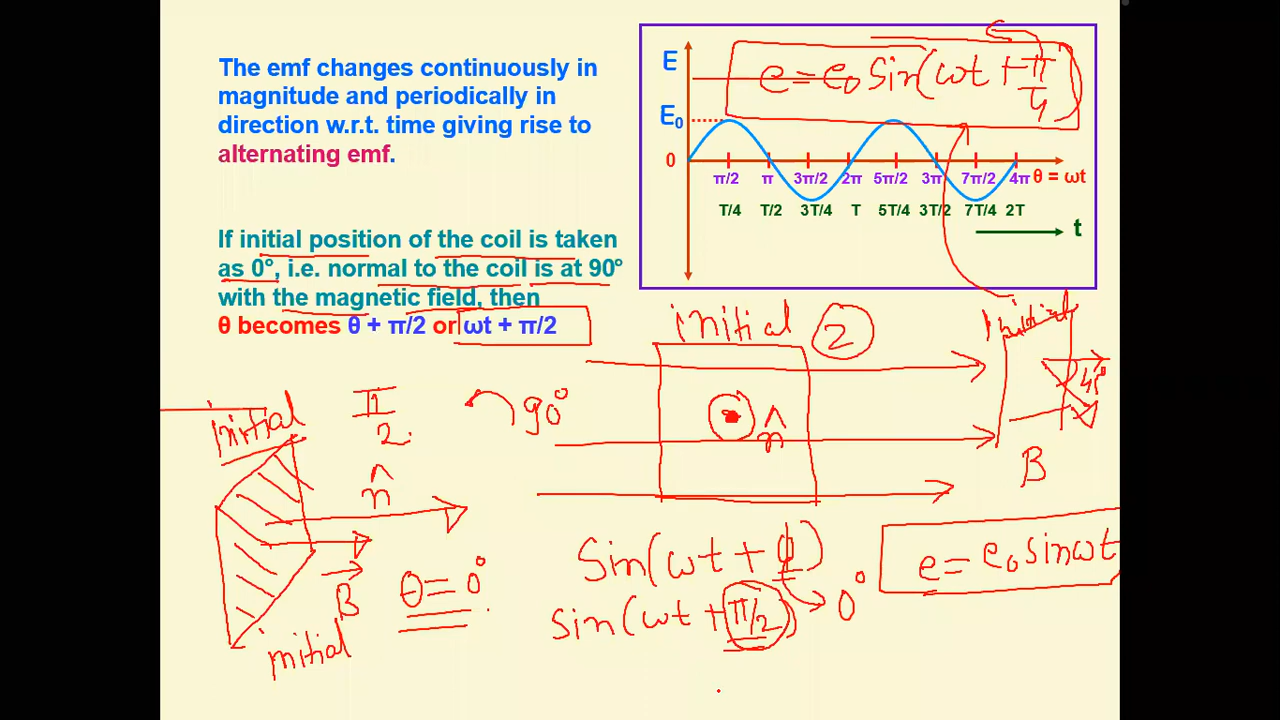 The emf changes continuously in
magnitude and periodically in
direction w.r.t. time giving rise to
alternating emf.
If initial position of the coil is taken
as 0°, i.e. normal to the coil is at 90°
with the magnetic field, then
θ becomes θ + π/2 or ωt + π/2
E
e = e₀ Sin(ωt + π/4)
E₀
0
π/2 π 3π/2 2π 5π/2 3π 7π/2 4π θ = ωt
T/4 T/2 3T/4 T 5T/4 3T/2 7T/4 2T
t
initial 2
initial
45°
n̂
B
initial
π/2
90°
n̂
B
θ = 0°
initial
Sin(ωt + φ)
0°
sin(ωt + π/2)
e = e₀ sinωt